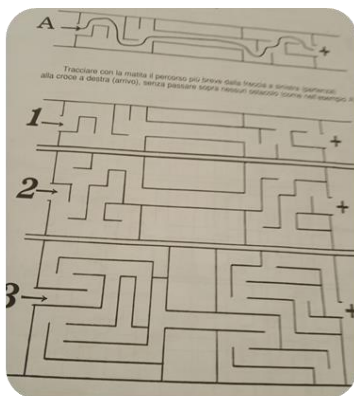 A
Tracciare con la matita il percorso più breve dalla freccia a sinistra (partenza)
alla croce a destra (arrivo), senza passare sopra nessun ostacolo (come nell'esempio
1
2
3